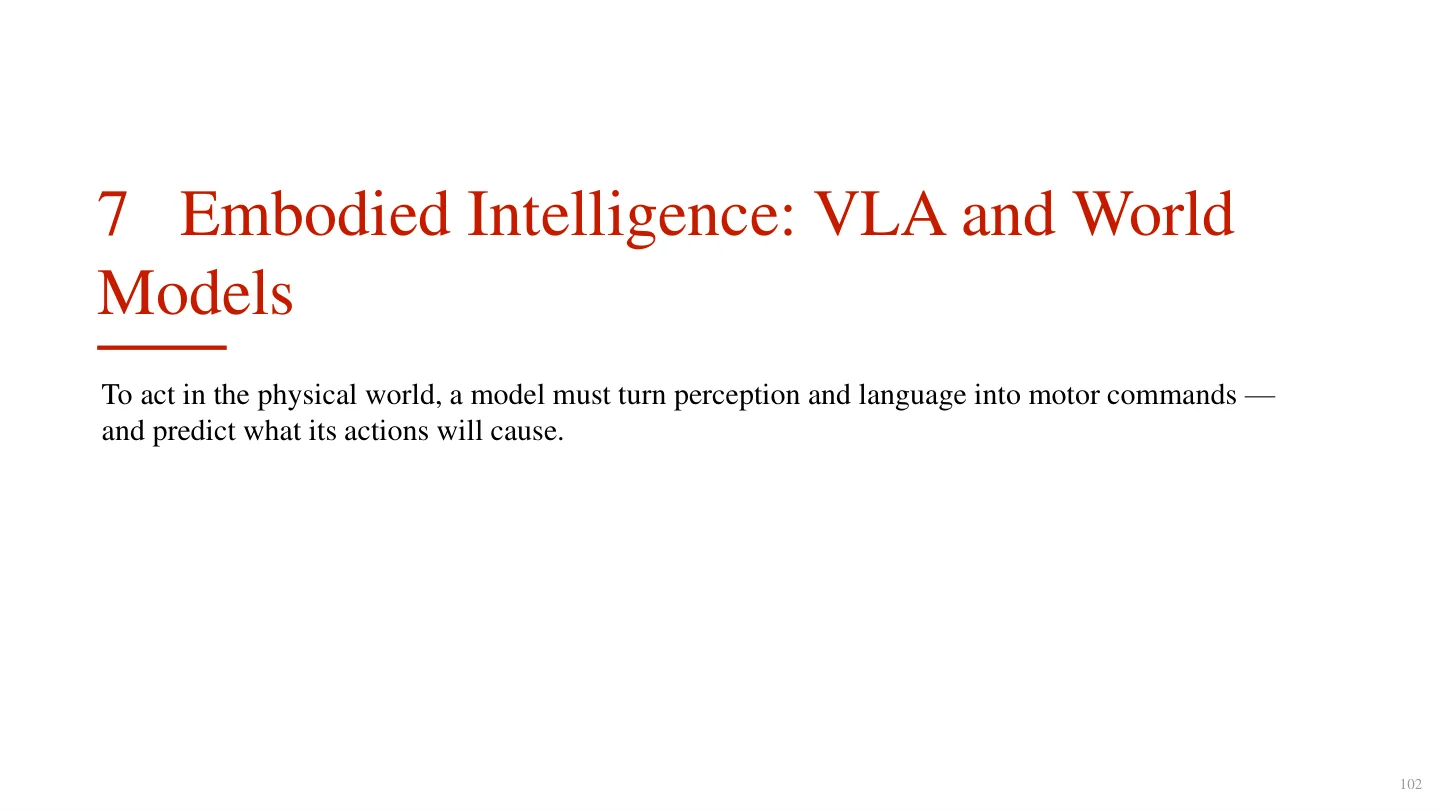 7 Embodied Intelligence: VLA and World
Models
To act in the physical world, a model must turn perception and language into motor commands —
and predict what its actions will cause.
102